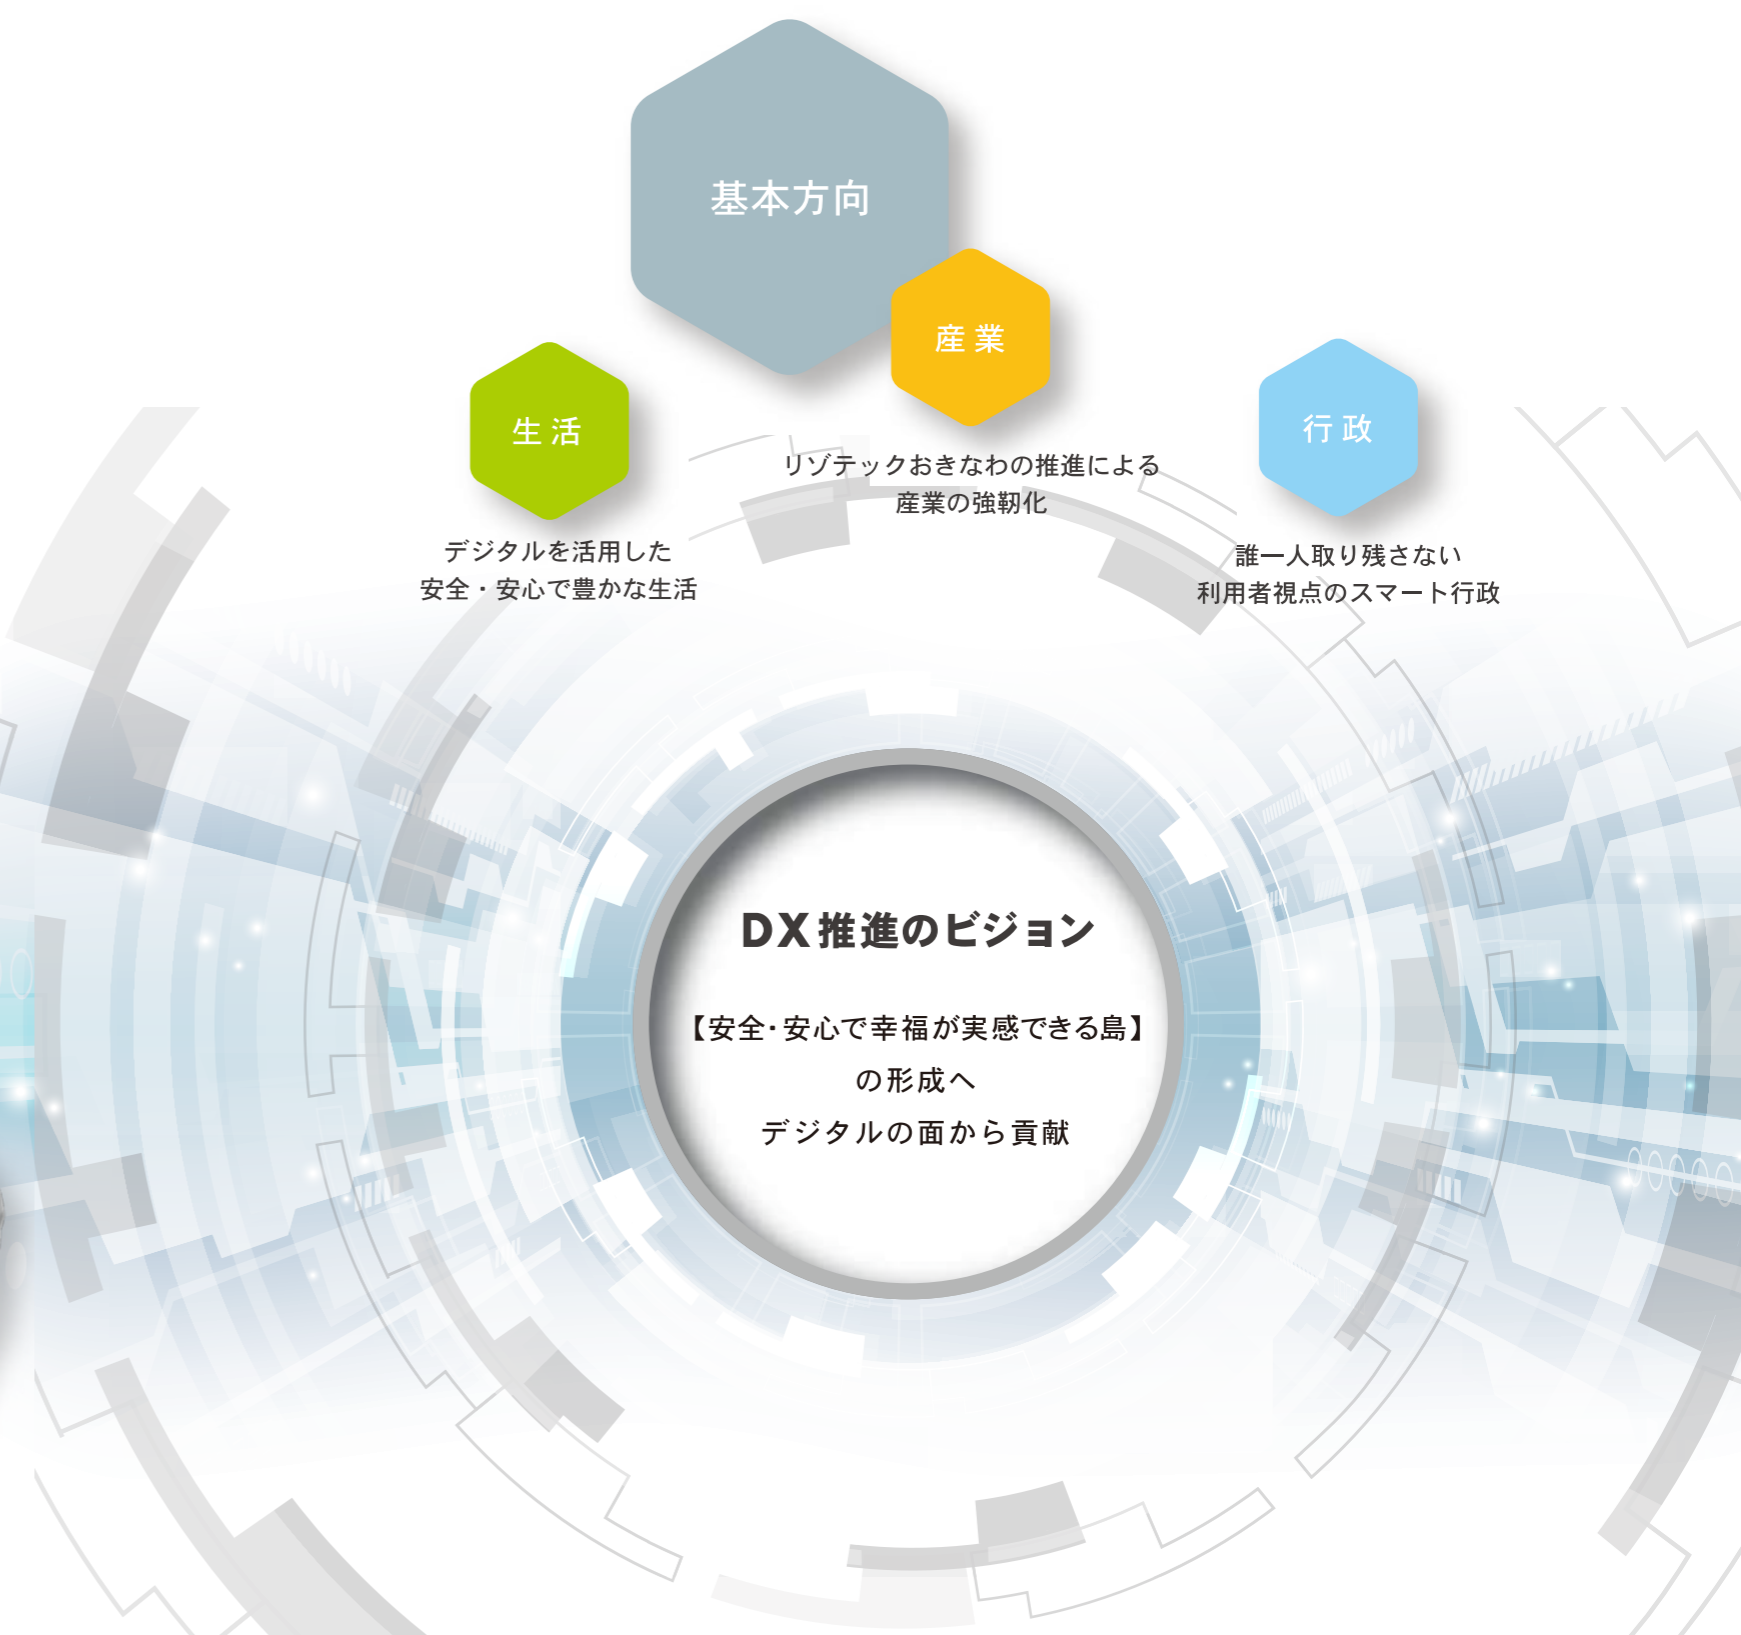 基本方向
産業
リゾテックおきなわの推進による
産業の強靭化
生活
デジタルを活用した
安全・安心で豊かな生活
行政
誰一人取り残さない
利用者視点のスマート行政
DX推進のビジョン
【安全・安心で幸福が実感できる島】
の形成へ
デジタルの面から貢献